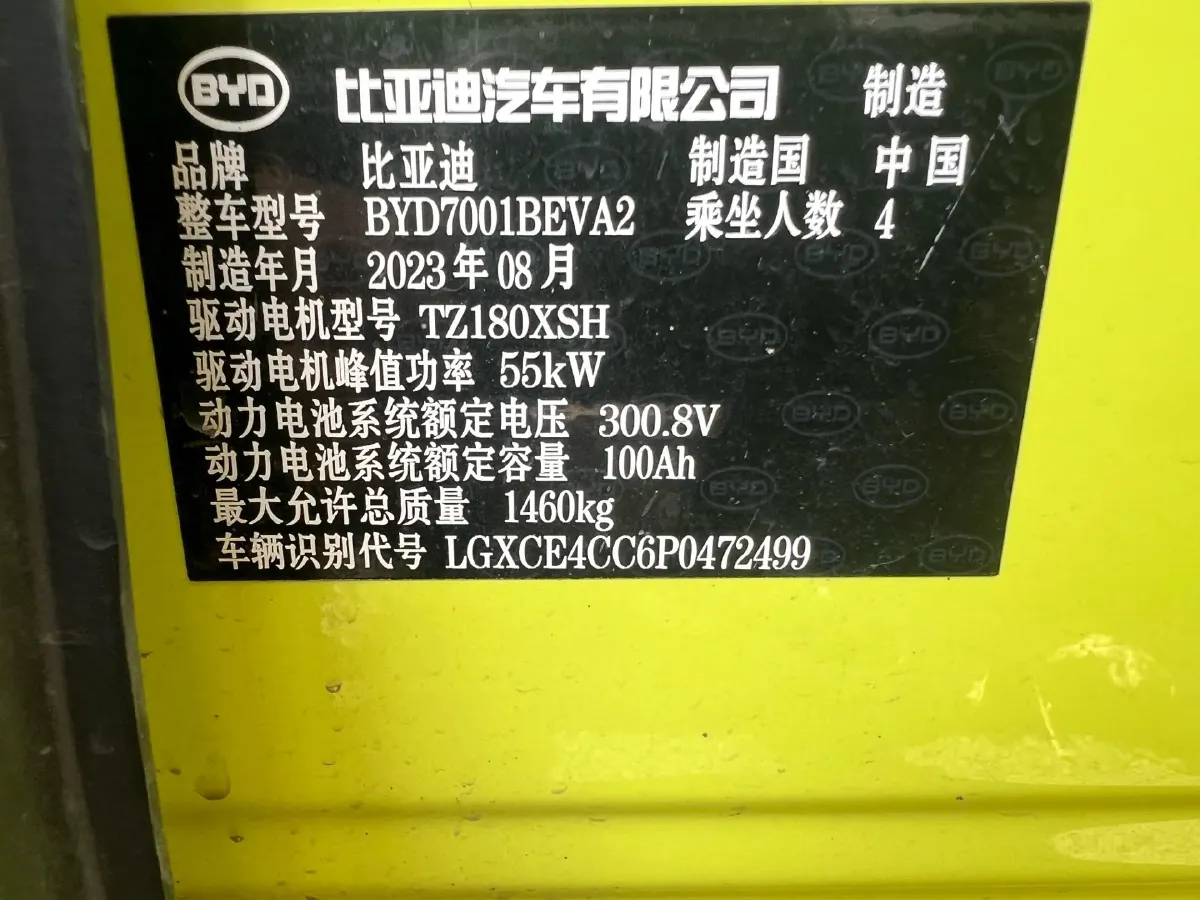 BYD 比亚迪汽车有限公司 制造
品牌 比亚迪 制造国 中国
整车型号 BYD7001BEVA2 乘坐人数 4
制造年月 2023年08月
驱动电机型号 TZ180XSH
驱动电机峰值功率 55kW
动力电池系统额定电压 300.8V
动力电池系统额定容量 100Ah
最大允许总质量 1460kg
车辆识别代号 LGXCE4CC6P0472499